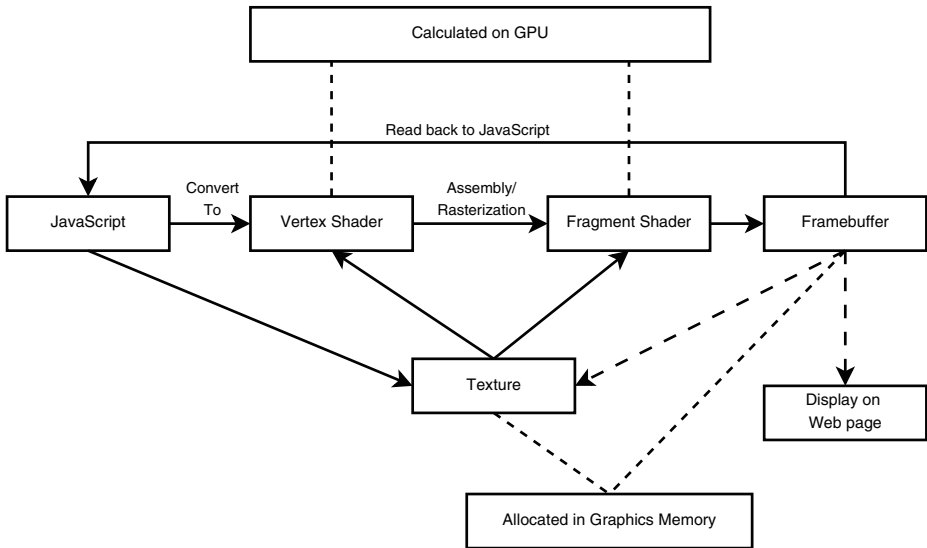 Calculated on GPU
Read back to JavaScript
Convert
To
Assembly/
Rasterization
JavaScript
Vertex Shader
Fragment Shader
Framebuffer
Texture
Display on
Web page
Allocated in Graphics Memory